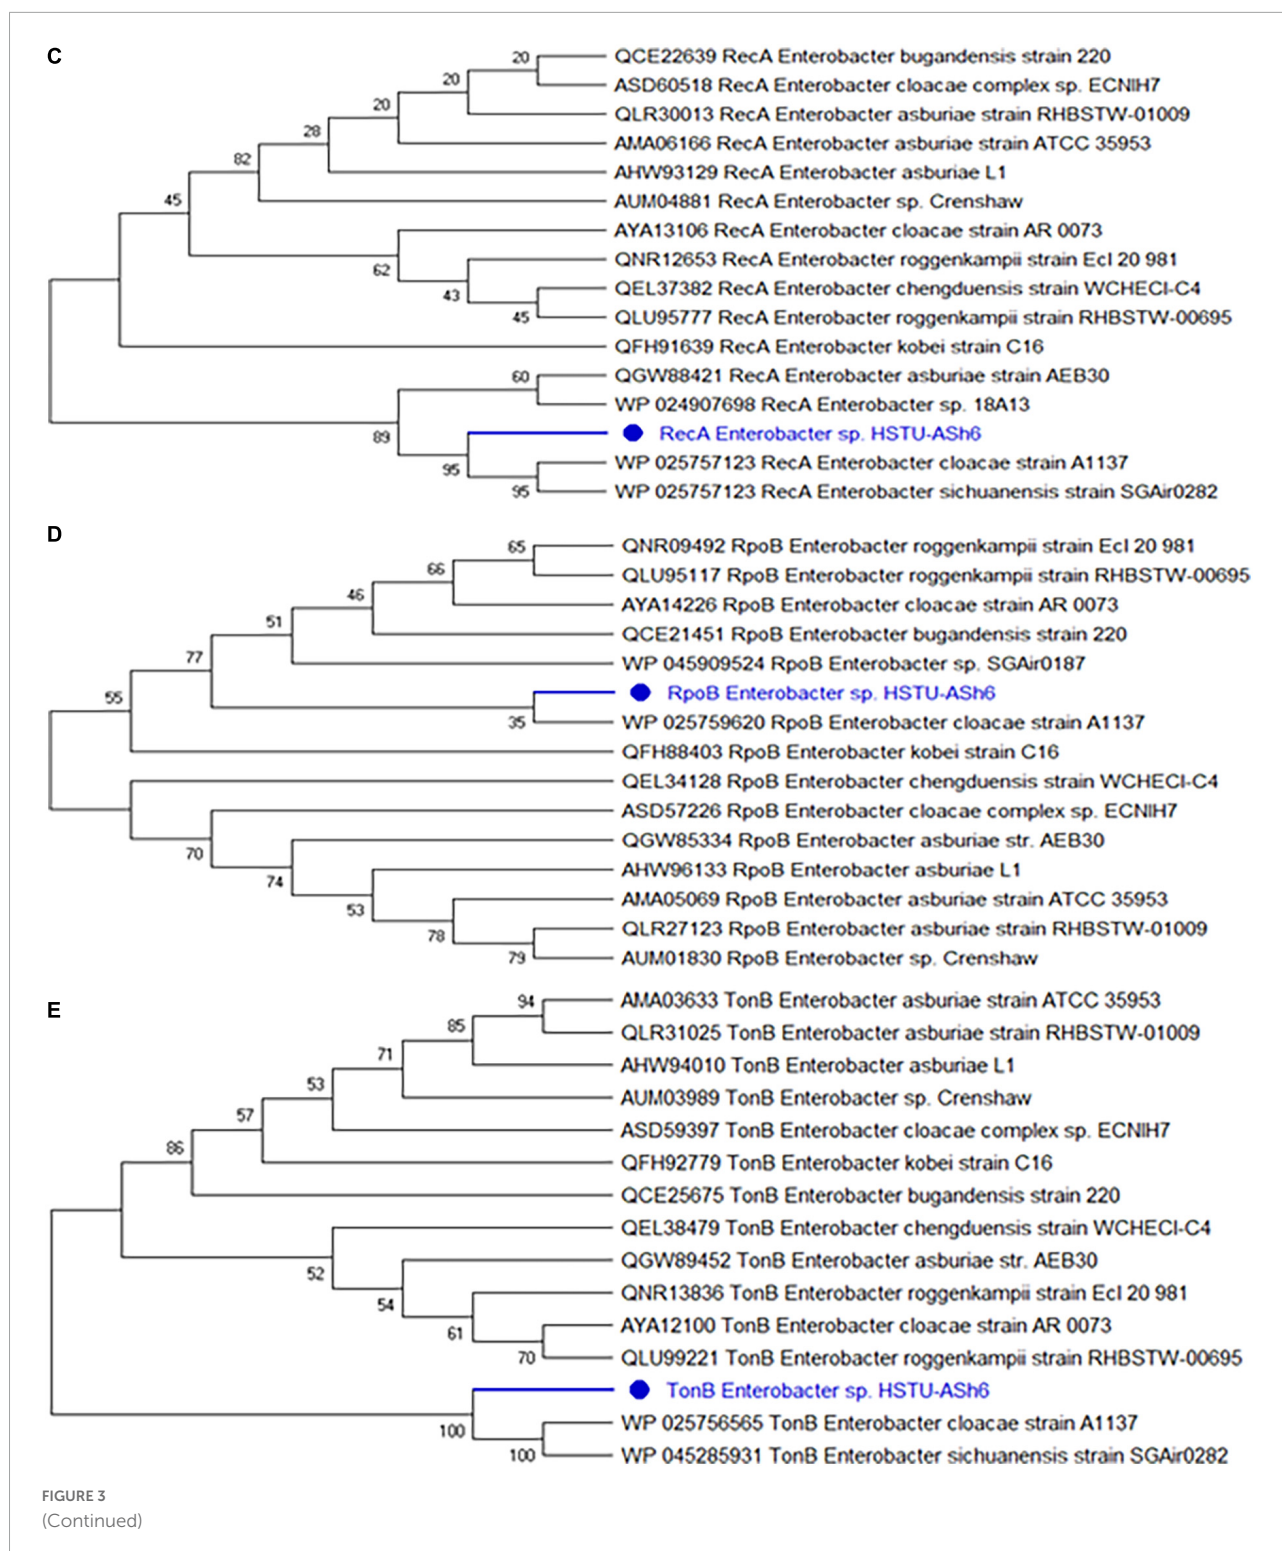 C
20
QCE22639 RecA Enterobacter bugandensis strain 220
20
ASD60518 RecA Enterobacter cloacae complex sp. ECNIH7
20
QLR30013 RecA Enterobacter asburiae strain RHBSTW-01009
28
AMA06166 RecA Enterobacter asburiae strain ATCC 35953
82
AHW93129 RecA Enterobacter asburiae L1
45
AUM04881 RecA Enterobacter sp. Crenshaw
AYA13106 RecA Enterobacter cloacae strain AR 0073
62
QNR12653 RecA Enterobacter roggenkampii strain Ecl 20 981
43
QEL37382 RecA Enterobacter chengduensis strain WCHECl-C4
45
QLU95777 RecA Enterobacter roggenkampii strain RHBSTW-00695
QFH91639 RecA Enterobacter kobei strain C16
60
QGW88421 RecA Enterobacter asburiae strain AEB30
WP 024907698 RecA Enterobacter sp. 18A13
89
RecA Enterobacter sp. HSTU-ASh6
95
WP 025757123 RecA Enterobacter cloacae strain A1137
95
WP 025757123 RecA Enterobacter sichuanensis strain SGAir0282
D
65
QNR09492 RpoB Enterobacter roggenkampii strain Ecl 20 981
66
QLU95117 RpoB Enterobacter roggenkampii strain RHBSTW-00695
46
AYA14226 RpoB Enterobacter cloacae strain AR 0073
51
QCE21451 RpoB Enterobacter bugandensis strain 220
77
WP 045909524 RpoB Enterobacter sp. SGAir0187
55
RpoB Enterobacter sp. HSTU-ASh6
35
WP 025759620 RpoB Enterobacter cloacae strain A1137
QFH88403 RpoB Enterobacter kobei strain C16
QEL34128 RpoB Enterobacter chengduensis strain WCHECl-C4
ASD57226 RpoB Enterobacter cloacae complex sp. ECNIH7
70
QGW85334 RpoB Enterobacter asburiae str. AEB30
74
AHW96133 RpoB Enterobacter asburiae L1
53
AMA05069 RpoB Enterobacter asburiae strain ATCC 35953
78
QLR27123 RpoB Enterobacter asburiae strain RHBSTW-01009
79
AUM01830 RpoB Enterobacter sp. Crenshaw
E
94
AMA03633 TonB Enterobacter asburiae strain ATCC 35953
85
QLR31025 TonB Enterobacter asburiae strain RHBSTW-01009
71
AHW94010 TonB Enterobacter asburiae L1
53
AUM03989 TonB Enterobacter sp. Crenshaw
57
ASD59397 TonB Enterobacter cloacae complex sp. ECNIH7
86
QFH92779 TonB Enterobacter kobei strain C16
QCE25675 TonB Enterobacter bugandensis strain 220
QEL38479 TonB Enterobacter chengduensis strain WCHECl-C4
52
QGW89452 TonB Enterobacter asburiae str. AEB30
54
QNR13836 TonB Enterobacter roggenkampii strain Ecl 20 981
61
AYA12100 TonB Enterobacter cloacae strain AR 0073
70
QLU99221 TonB Enterobacter roggenkampii strain RHBSTW-00695
TonB Enterobacter sp. HSTU-ASh6
100
WP 025756565 TonB Enterobacter cloacae strain A1137
100
WP 045285931 TonB Enterobacter sichuanensis strain SGAir0282
FIGURE 3
(Continued)